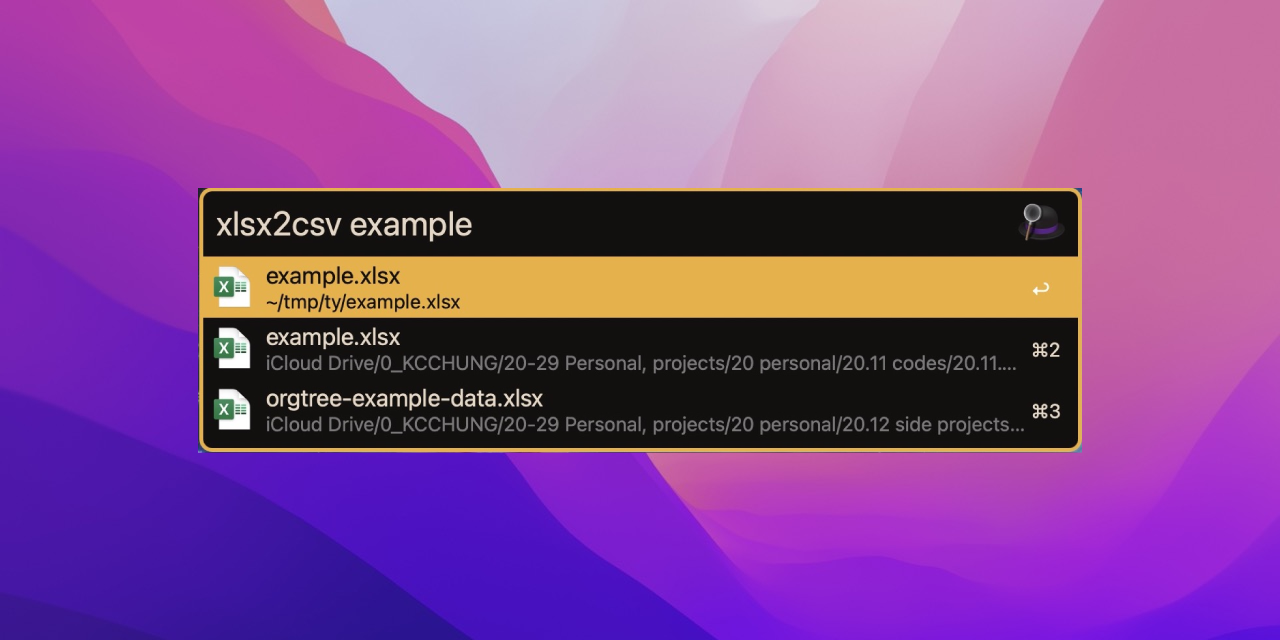 xlsx2csv example
example.xlsx
~/tmp/ty/example.xlsx
↩
example.xlsx
iCloud Drive/0_KCCHUNG/20-29 Personal, projects/20 personal/20.11 codes/20.11....
⌘2
orgtree-example-data.xlsx
iCloud Drive/0_KCCHUNG/20-29 Personal, projects/20 personal/20.12 side projects...
⌘3